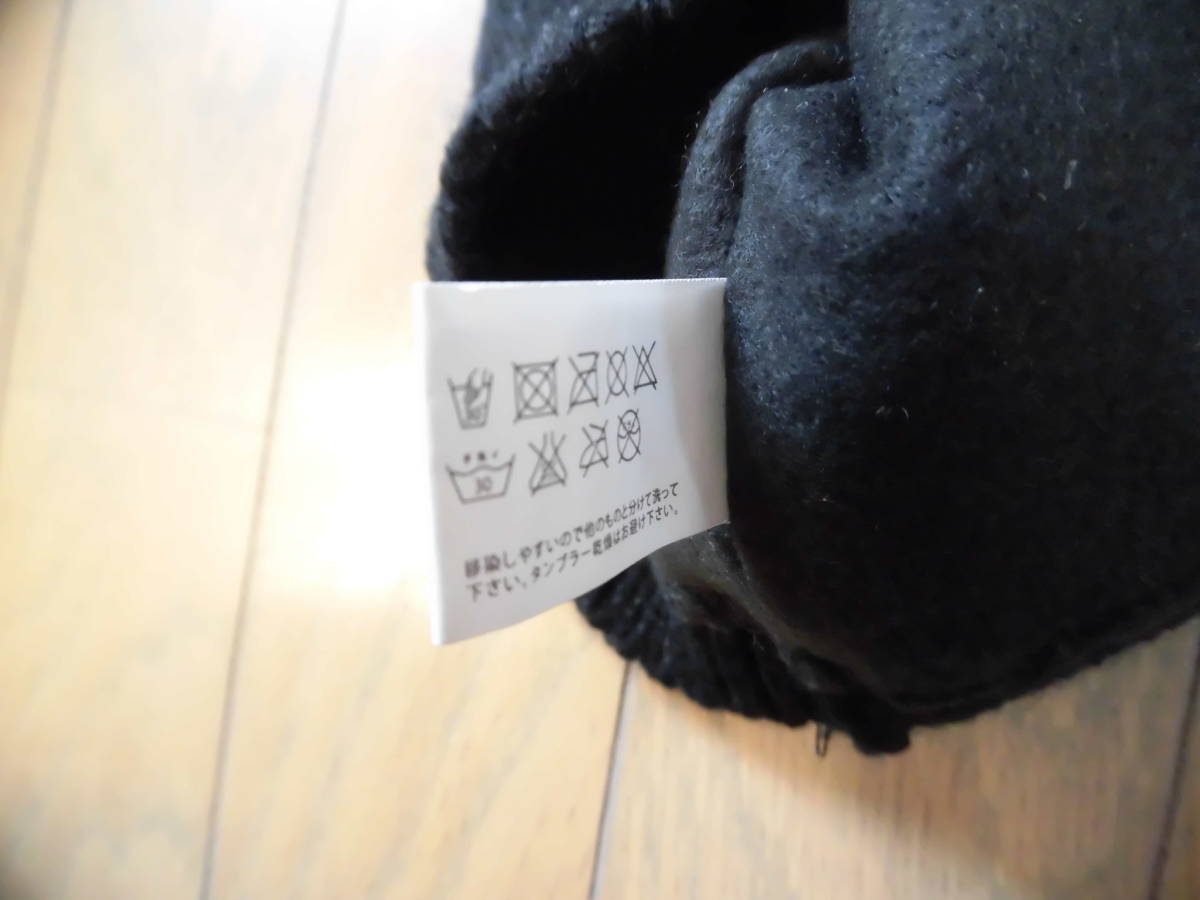 手洗イ
30
移染しやすいので他のものと分けて洗って
下さい。タンブラー乾燥はお避け下さい。